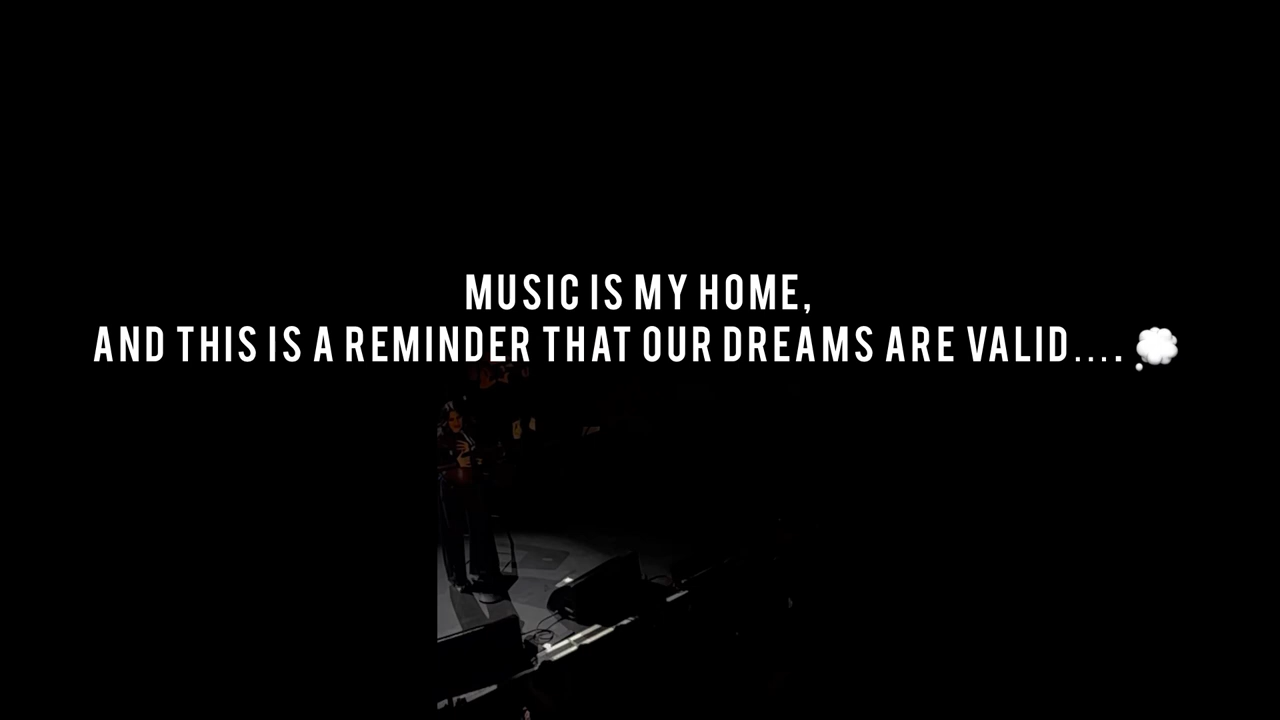 MUSIC IS MY HOME,
AND THIS IS A REMINDER THAT OUR DREAMS ARE VALID.... 💭